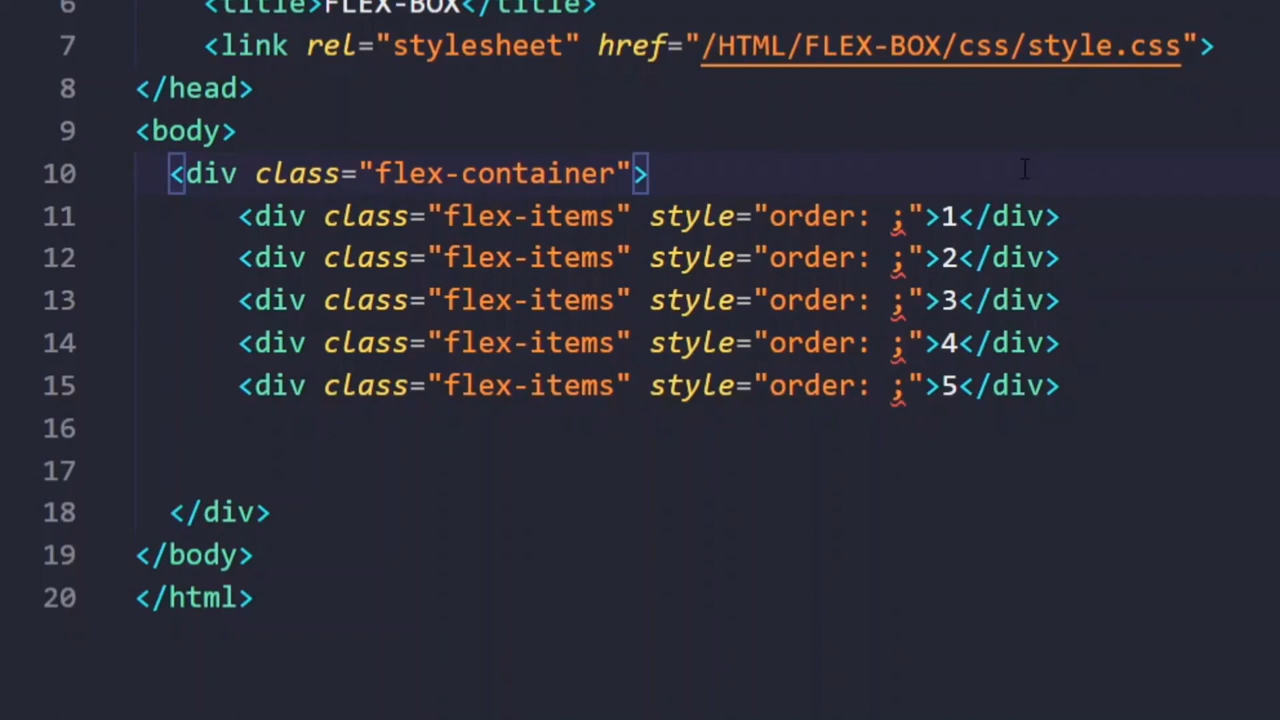 6 <title>FLEX-BOX</title>
7 <link rel="stylesheet" href="/HTML/FLEX-BOX/css/style.css">
8 </head>
9 <body>
10 <div class="flex-container">
11 <div class="flex-items" style="order: ;">1</div>
12 <div class="flex-items" style="order: ;">2</div>
13 <div class="flex-items" style="order: ;">3</div>
14 <div class="flex-items" style="order: ;">4</div>
15 <div class="flex-items" style="order: ;">5</div>
16
17
18 </div>
19 </body>
20 </html>